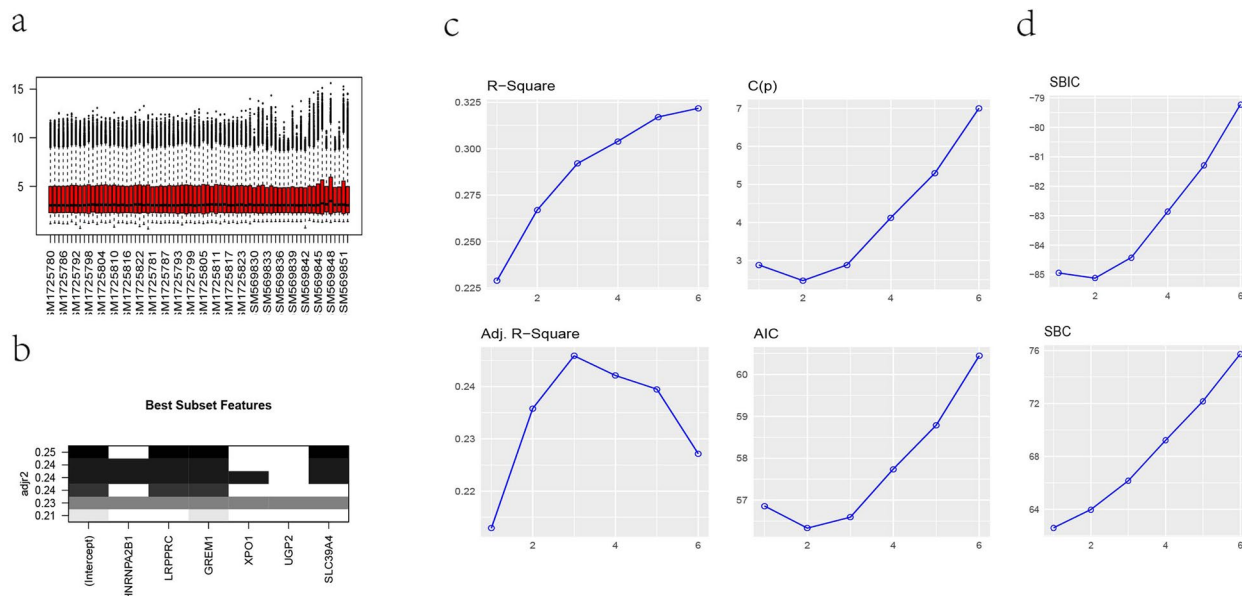 a
15
10
5
SM1725780
SM1725786
SM1725792
SM1725798
SM1725804
SM1725810
SM1725816
SM1725822
SM1725781
SM1725787
SM1725793
SM1725799
SM1725805
SM1725811
SM1725817
SM1725823
SM569830
SM569833
SM569836
SM569839
SM569842
SM569845
SM569848
SM569851
b
Best Subset Features
adjr2
0.25
0.24
0.24
0.24
0.23
0.21
(Intercept)
HNRNPA2B1
LRPPRC
GREM1
XPO1
UGP2
SLC39A4
c
R-Square
0.325
0.300
0.275
0.250
0.225
2 4 6
C(p)
7
6
5
4
3
2 4 6
Adj. R-Square
0.24
0.23
0.22
2 4 6
AIC
60
59
58
57
2 4 6
d
SBIC
-79
-80
-81
-82
-83
-84
-85
2 4 6
SBC
76
72
68
64
2 4 6